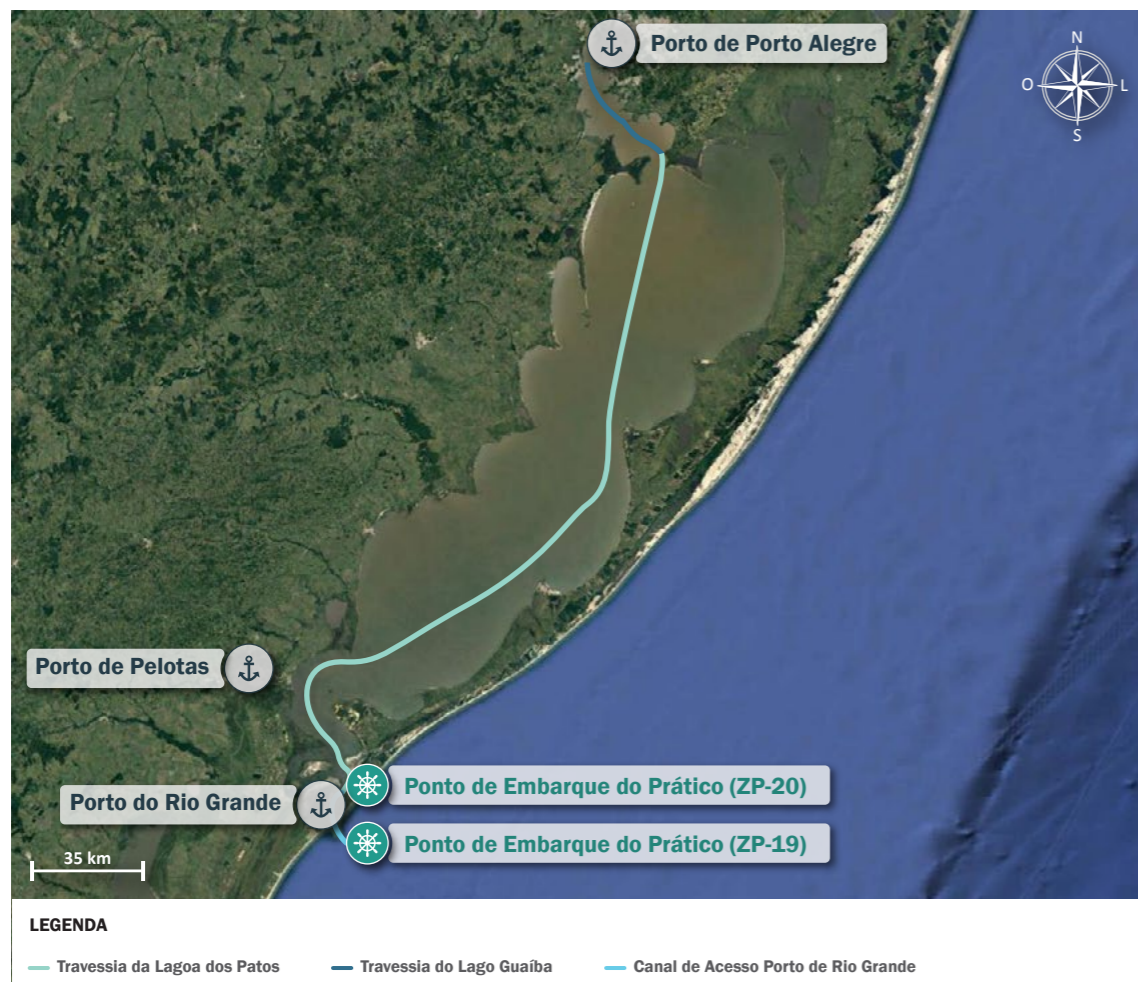 Porto de Porto Alegre
N
O
L
S
Porto de Pelotas
Ponto de Embarque do Prático (ZP-20)
Porto do Rio Grande
Ponto de Embarque do Prático (ZP-19)
35 km
LEGENDA
Travessia da Lagoa dos Patos
Travessia do Lago Guaíba
Canal de Acesso Porto de Rio Grande